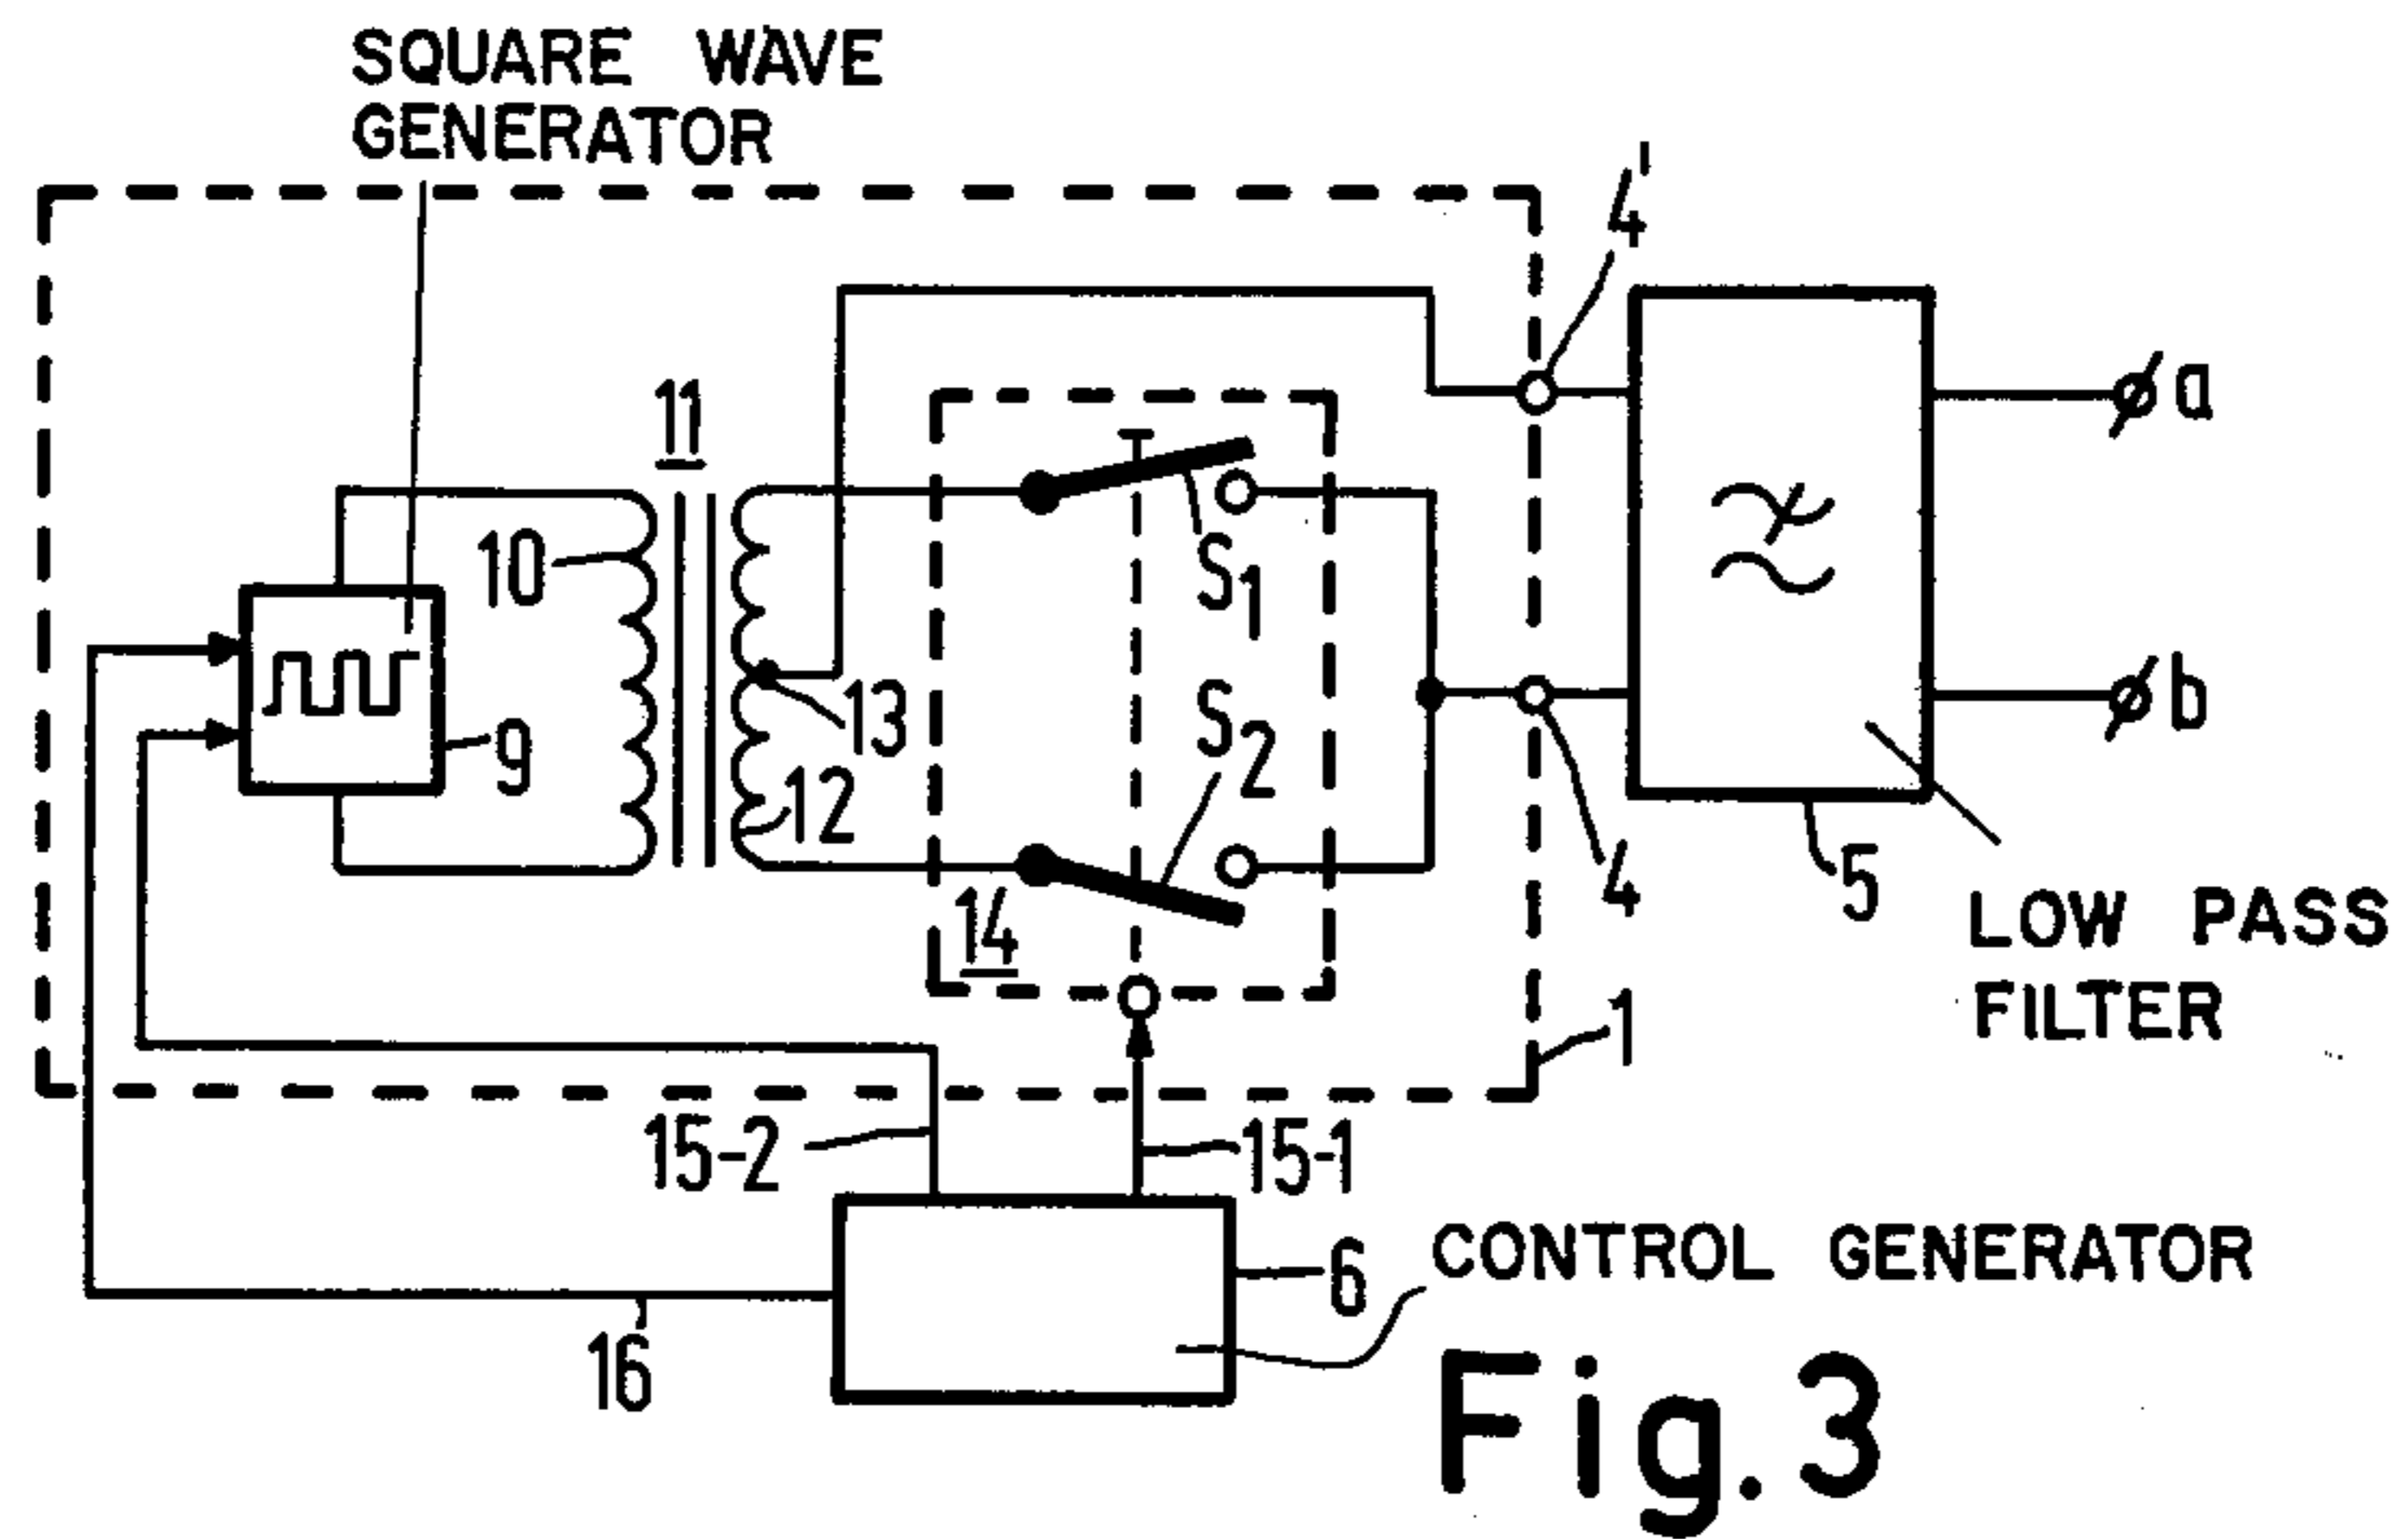 SQUARE WAVE
GENERATOR
4'
11
a
10
S1
13
S2
b
9
12
14
4
5
LOW PASS
FILTER
1
15-2
15-1
6
CONTROL GENERATOR
16
Fig.3